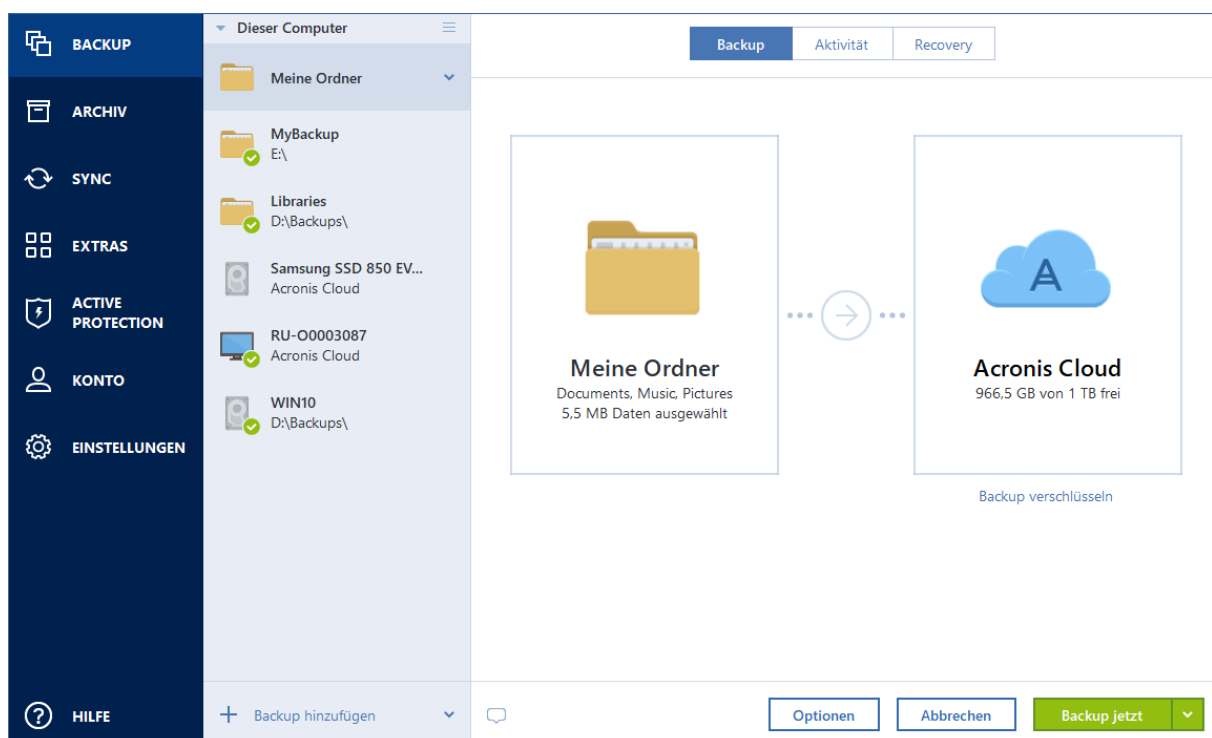 BACKUP
ARCHIV
SYNC
EXTRAS
ACTIVE
PROTECTION
KONTO
EINSTELLUNGEN
HILFE
Dieser Computer
Meine Ordner
MyBackup
E:\
Libraries
D:\Backups\
Samsung SSD 850 EV...
Acronis Cloud
RU-O0003087
Acronis Cloud
WIN10
D:\Backups\
Backup hinzufügen
Backup Aktivität Recovery
Meine Ordner
Documents, Music, Pictures
5,5 MB Daten ausgewählt
Acronis Cloud
966,5 GB von 1 TB frei
Backup verschlüsseln
Optionen Abbrechen Backup jetzt